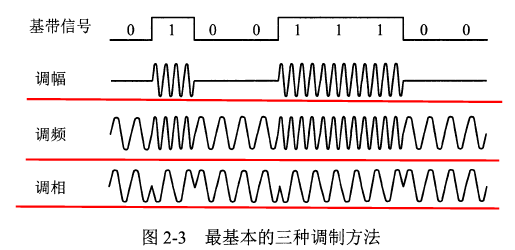 基带信号 0 1 0 0 1 1 1 0 0
调幅
调频
调相
图 2-3 最基本的三种调制方法